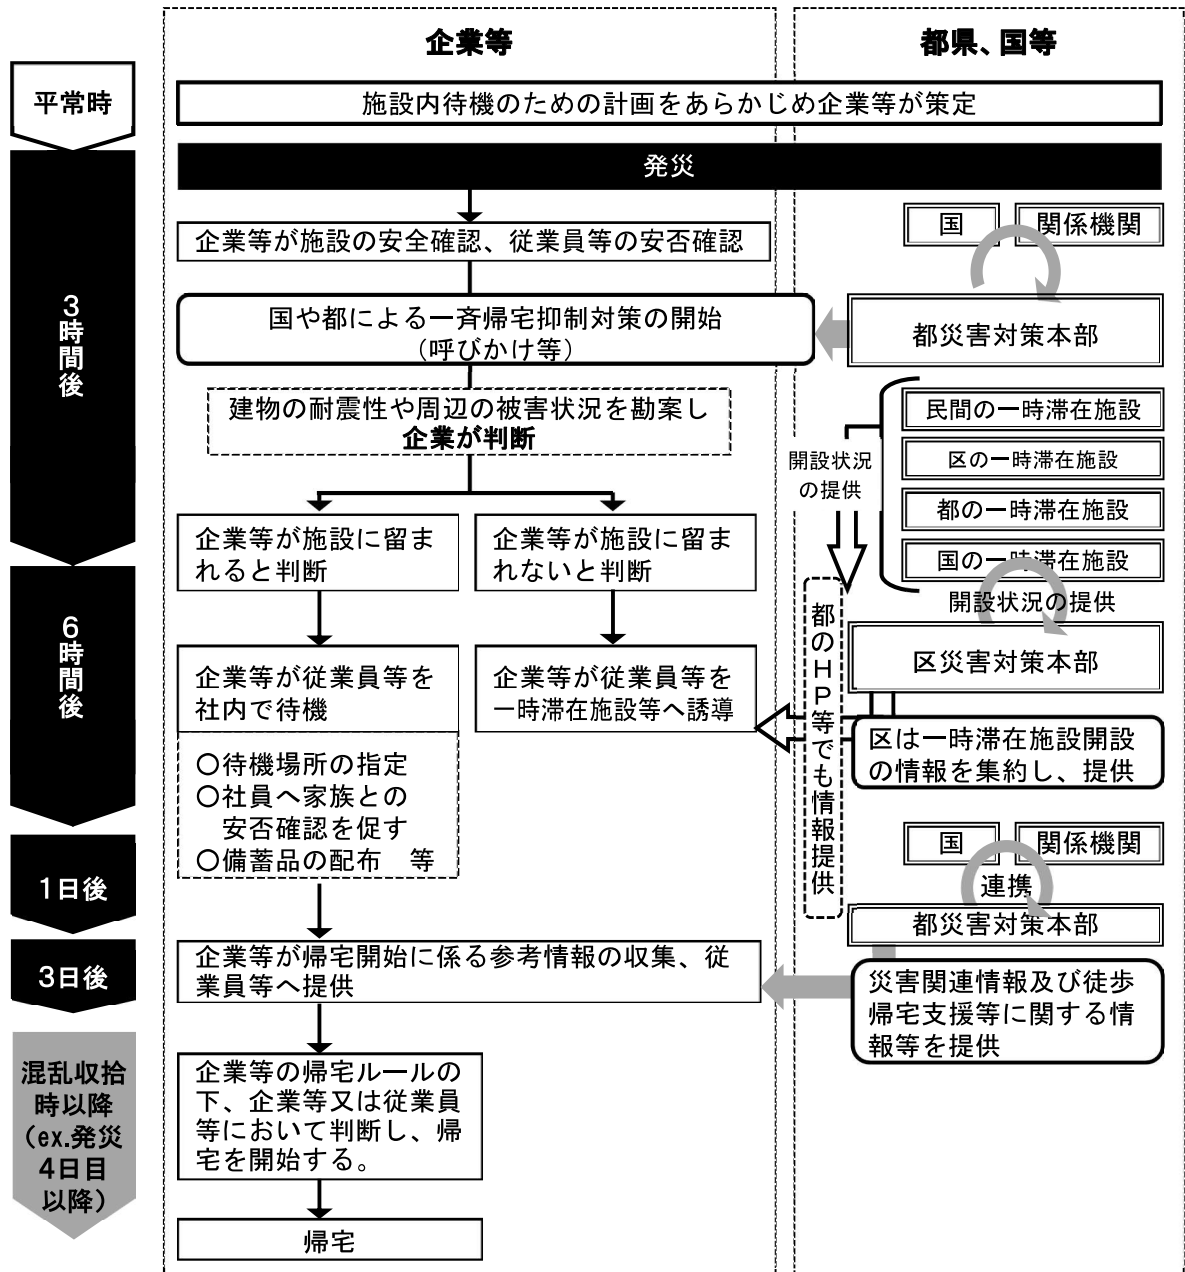 企業等
都県、国等
平常時
施設内待機のための計画をあらかじめ企業等が策定
発災
3時間後
企業等が施設の安全確認、従業員等の安否確認
国
関係機関
国や都による一斉帰宅抑制対策の開始
（呼びかけ等）
都災害対策本部
建物の耐震性や周辺の被害状況を勘案し
企業が判断
民間の一時滞在施設
区の一時滞在施設
都の一時滞在施設
国の一時滞在施設
開設状況
の提供
企業等が施設に留ま
れると判断
企業等が施設に留ま
れないと判断
開設状況の提供
6時間後
都のHP等でも情報提供
区災害対策本部
企業等が従業員等を
社内で待機
企業等が従業員等を
一時滞在施設等へ誘導
区は一時滞在施設開設
の情報を集約し、提供
○待機場所の指定
○社員へ家族との
安否確認を促す
○備蓄品の配布　等
1日後
国
関係機関
連携
都災害対策本部
3日後
企業等が帰宅開始に係る参考情報の収集、従
業員等へ提供
災害関連情報及び徒歩
帰宅支援等に関する情
報等を提供
混乱収拾
時以降
（ex.発災
4日目
以降）
企業等の帰宅ルールの
下、企業等又は従業員
等において判断し、帰
宅を開始する。
帰宅